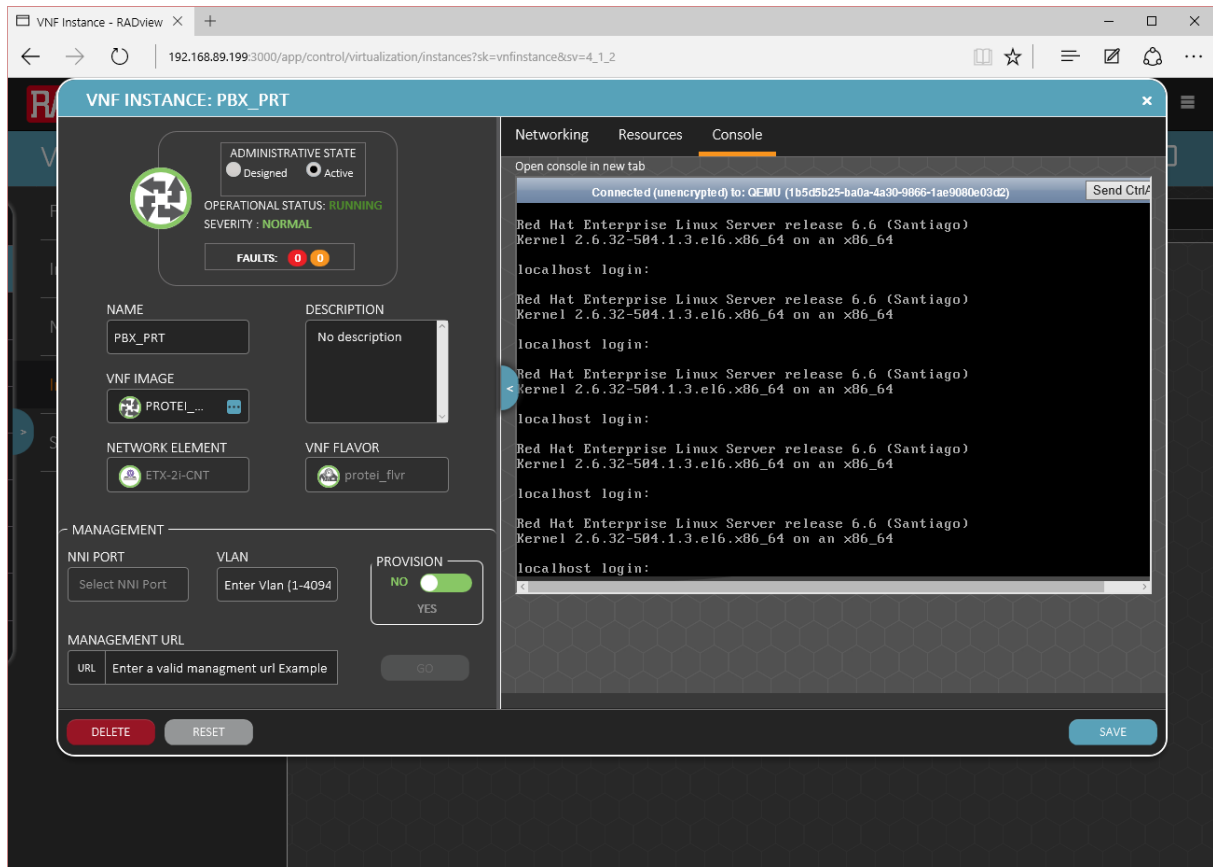 VNF Instance - RADview
192.168.89.199:3000/app/control/virtualization/instances?sk=vnfinstance&sv=4_1_2
VNF INSTANCE: PBX_PRT
ADMINISTRATIVE STATE
Designed Active
OPERATIONAL STATUS: RUNNING
SEVERITY : NORMAL
FAULTS: 0 0
NAME
PBX_PRT
DESCRIPTION
No description
VNF IMAGE
PROTEI_...
NETWORK ELEMENT
ETX-2i-CNT
VNF FLAVOR
protei_flvr
MANAGEMENT
NNI PORT
Select NNI Port
VLAN
Enter Vlan (1-4094
PROVISION
NO
YES
MANAGEMENT URL
URL Enter a valid managment url Example
GO
DELETE RESET
Networking Resources Console
Open console in new tab
Connected (unencrypted) to: QEMU (1b5d5b25-ba0a-4a30-9866-1ae9080e03d2) Send CtrlA
Red Hat Enterprise Linux Server release 6.6 (Santiago)
Kernel 2.6.32-504.1.3.el6.x86_64 on an x86_64
localhost login:
Red Hat Enterprise Linux Server release 6.6 (Santiago)
Kernel 2.6.32-504.1.3.el6.x86_64 on an x86_64
localhost login:
Red Hat Enterprise Linux Server release 6.6 (Santiago)
Kernel 2.6.32-504.1.3.el6.x86_64 on an x86_64
localhost login:
Red Hat Enterprise Linux Server release 6.6 (Santiago)
Kernel 2.6.32-504.1.3.el6.x86_64 on an x86_64
localhost login:
Red Hat Enterprise Linux Server release 6.6 (Santiago)
Kernel 2.6.32-504.1.3.el6.x86_64 on an x86_64
localhost login:
SAVE